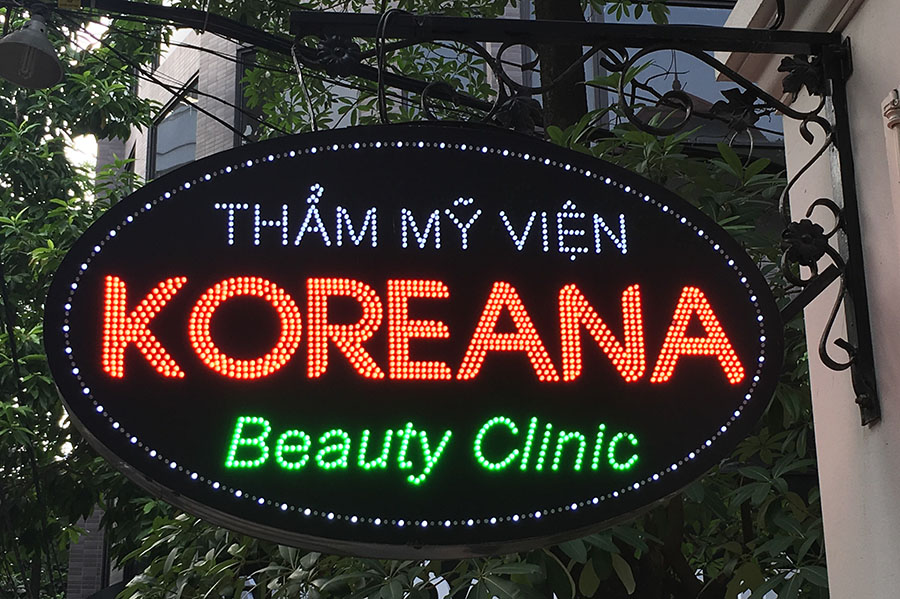 THẨM MỸ VIỆN
KOREANA
Beauty Clinic